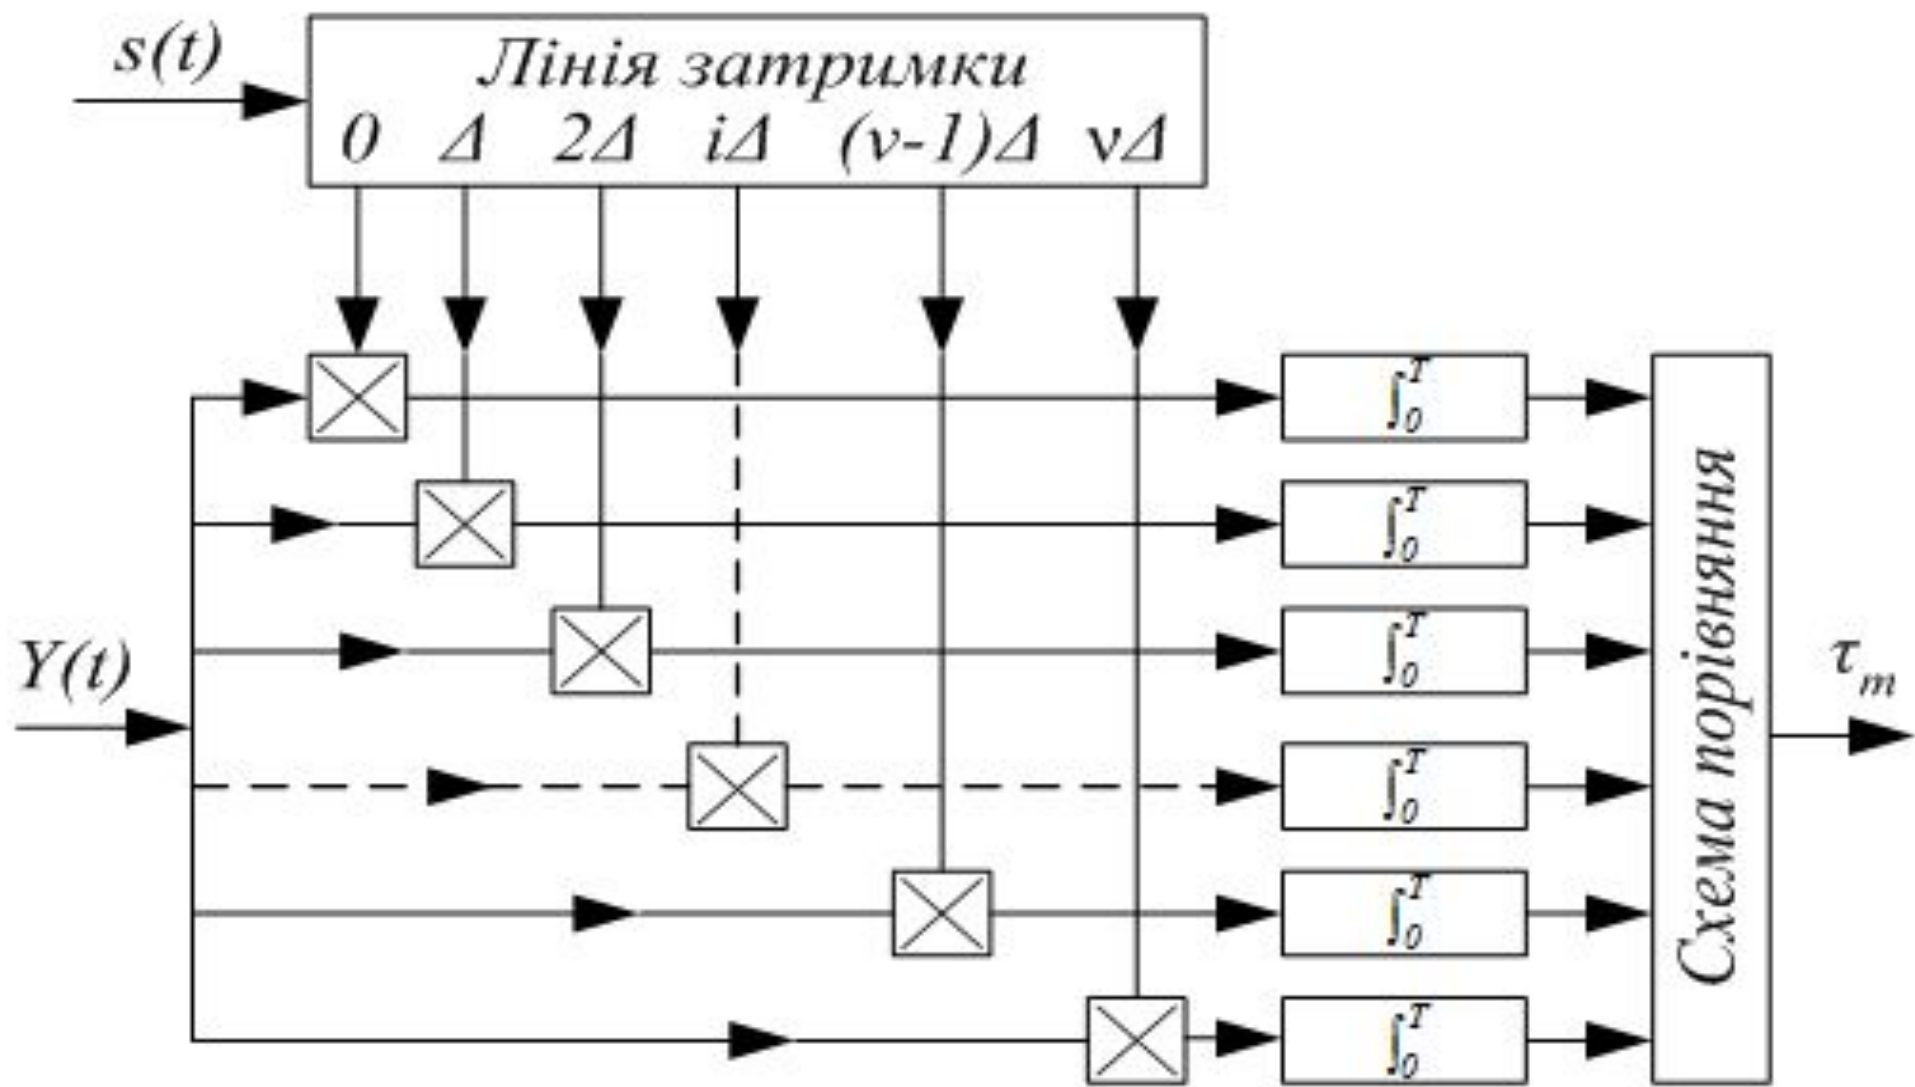 s(t)
Лінія затримки
0 Δ 2Δ iΔ (ν-1)Δ νΔ
∫₀ᵀ
∫₀ᵀ
∫₀ᵀ
Y(t)
∫₀ᵀ
∫₀ᵀ
∫₀ᵀ
Схема порівняння
τₘ